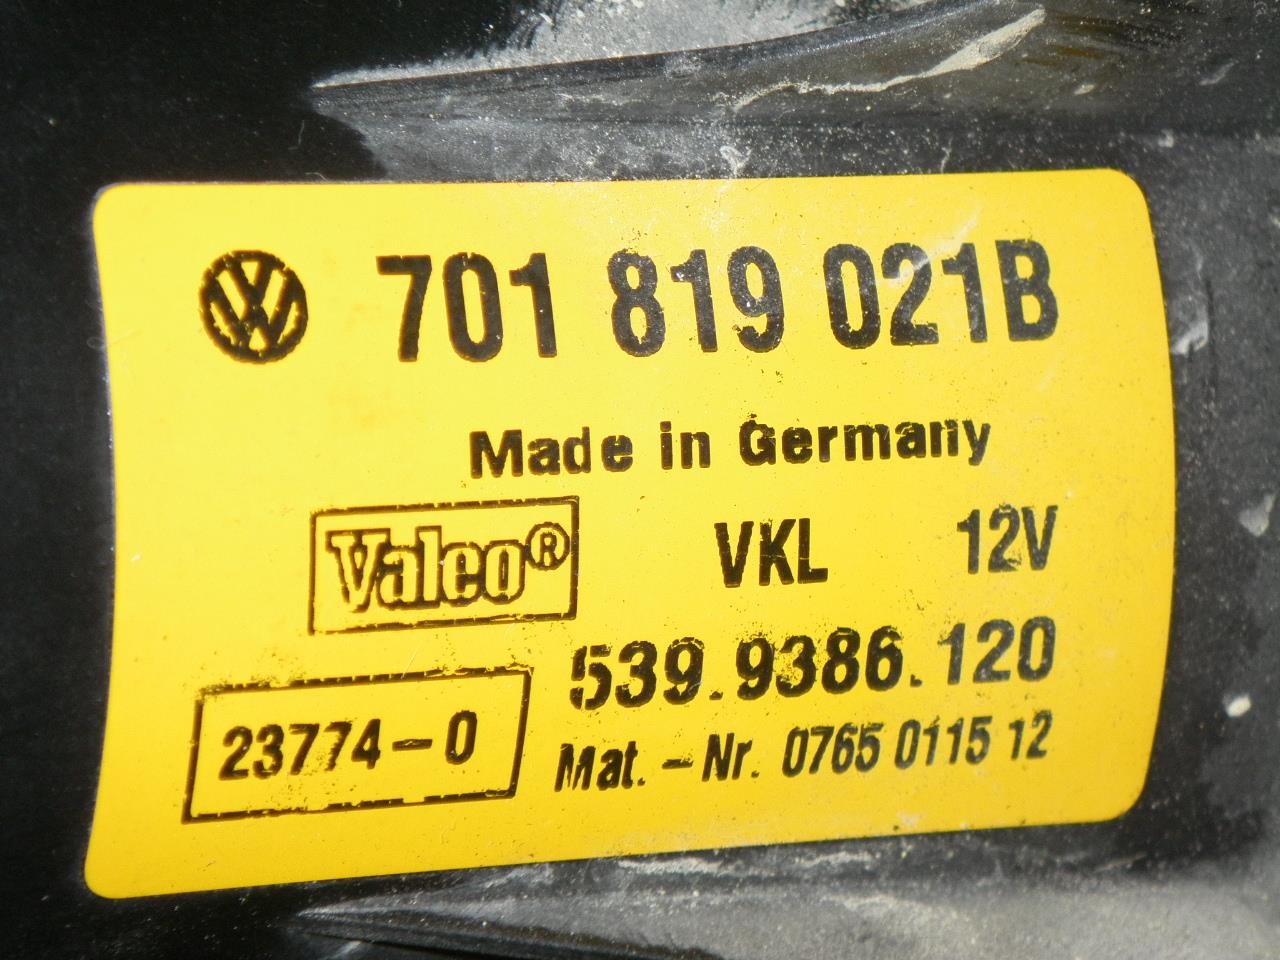 701 819 021B
Made in Germany
Valeo® VKL 12V
539.9386.120
23774-0 Mat.-Nr. 0765 0115 12